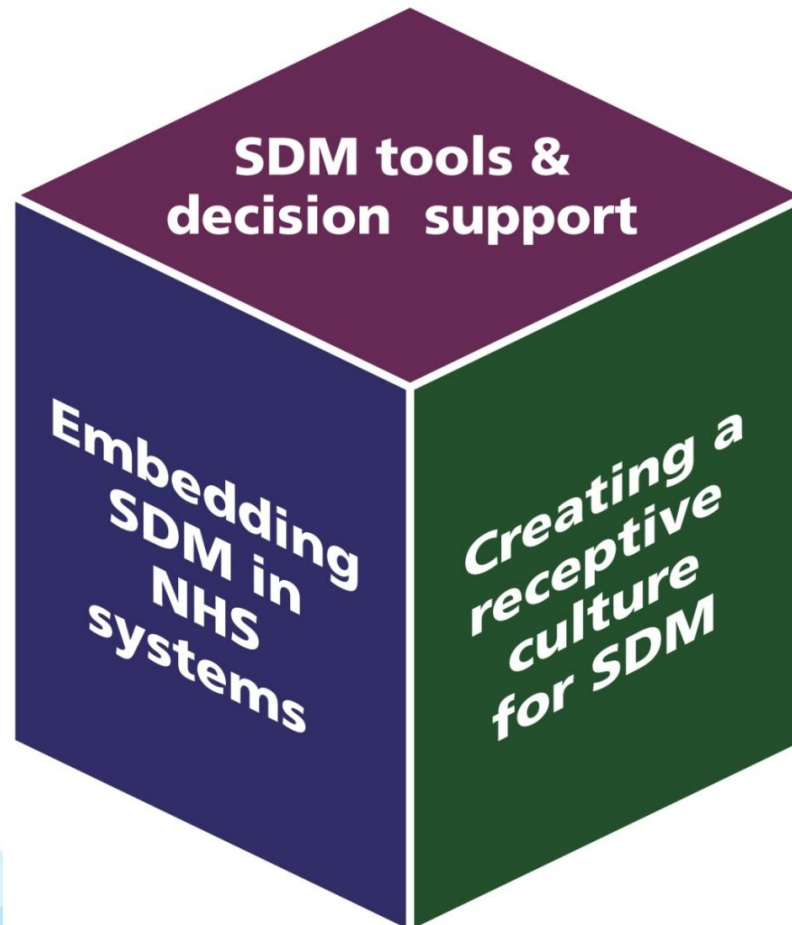 SDM tools &
decision support
Embedding
SDM in
NHS
systems
Creating a
receptive
culture
for SDM